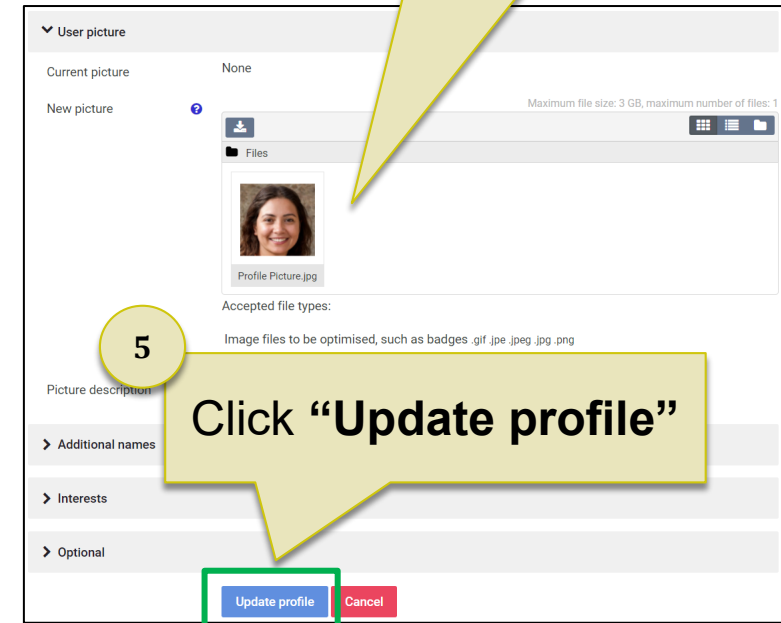 User picture
Current picture
None
New picture
Maximum file size: 3 GB, maximum number of files: 1
Files
Profile Picture.jpg
Accepted file types:
Image files to be optimised, such as badges .gif .jpe .jpeg .jpg .png
5
Picture description
Click “Update profile”
Additional names
Interests
Optional
Update profile
Cancel